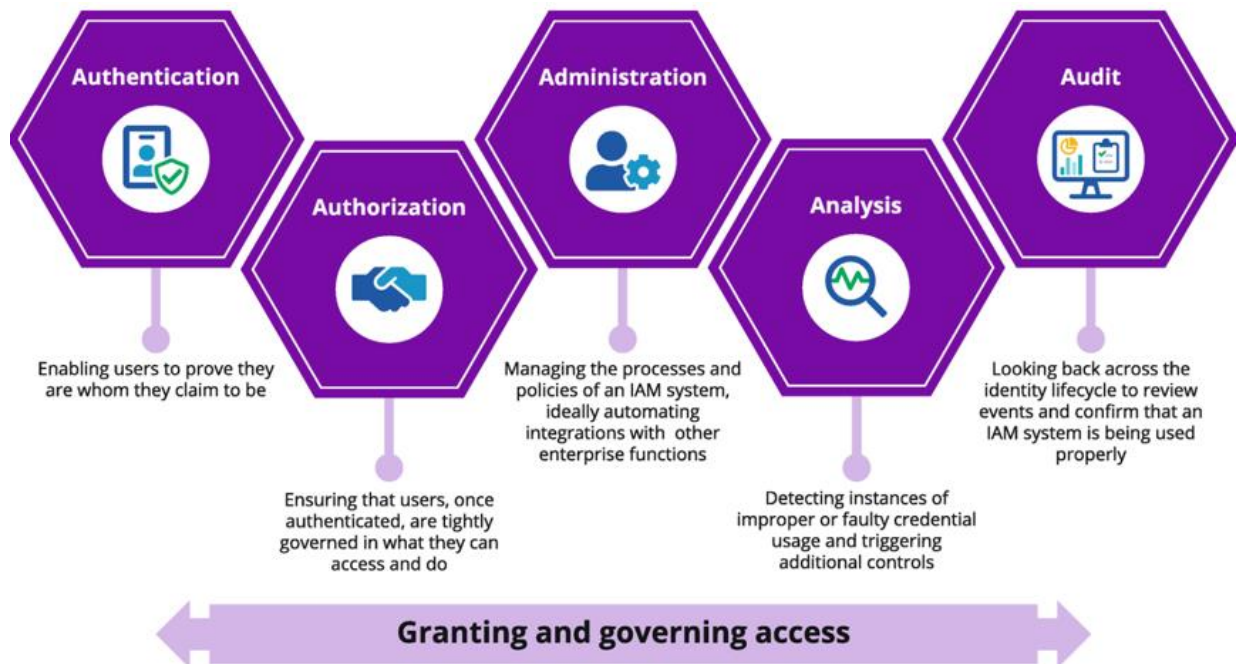 Authentication
Enabling users to prove they
are whom they claim to be
Authorization
Ensuring that users, once
authenticated, are tightly
governed in what they can
access and do
Administration
Managing the processes and
policies of an IAM system,
ideally automating
integrations with other
enterprise functions
Analysis
Detecting instances of
improper or faulty credential
usage and triggering
additional controls
Audit
Looking back across the
identity lifecycle to review
events and confirm that an
IAM system is being used
properly
Granting and governing access